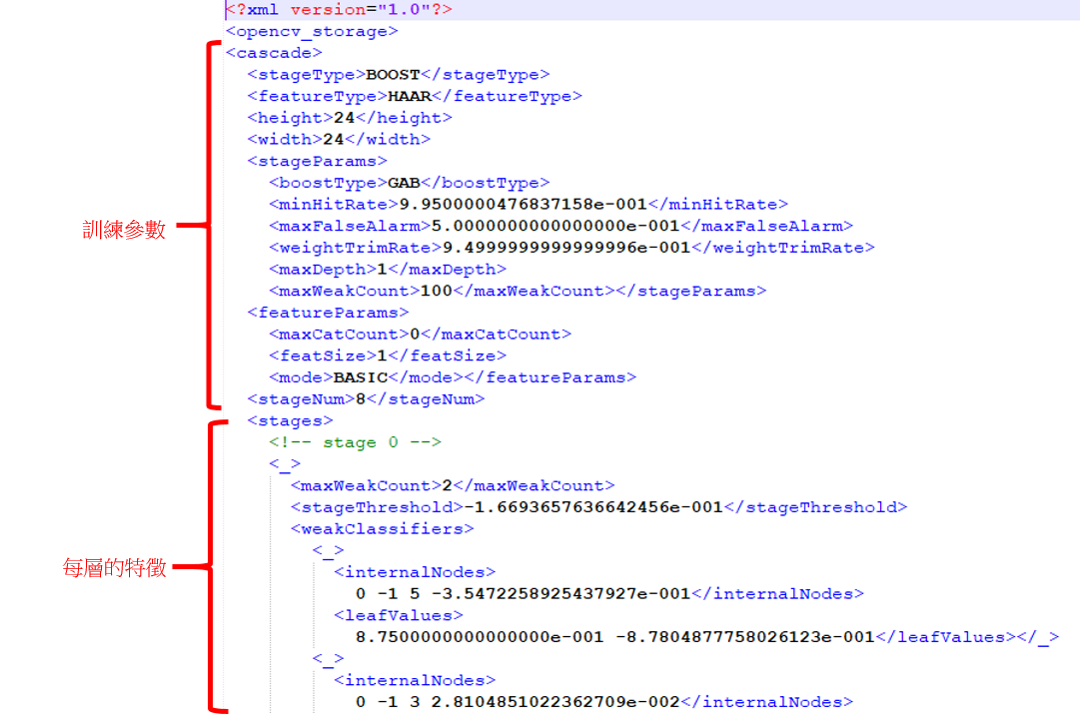 <?xml version="1.0"?>
<opencv_storage>
<cascade>
<stageType>BOOST</stageType>
<featureType>HAAR</featureType>
<height>24</height>
<width>24</width>
<stageParams>
<boostType>GAB</boostType>
<minHitRate>9.9500000476837158e-001</minHitRate>
<maxFalseAlarm>5.0000000000000000e-001</maxFalseAlarm>
<weightTrimRate>9.4999999999999996e-001</weightTrimRate>
<maxDepth>1</maxDepth>
<maxWeakCount>100</maxWeakCount></stageParams>
<featureParams>
<maxCatCount>0</maxCatCount>
<featSize>1</featSize>
<mode>BASIC</mode></featureParams>
<stageNum>8</stageNum>
訓練參數
<stages>
<!-- stage 0 -->
<_>
<maxWeakCount>2</maxWeakCount>
<stageThreshold>-1.6693657636642456e-001</stageThreshold>
<weakClassifiers>
<_>
<internalNodes>
0 -1 5 -3.5472258925437927e-001</internalNodes>
<leafValues>
8.7500000000000000e-001 -8.7804877758026123e-001</leafValues></_>
<_>
<internalNodes>
0 -1 3 2.8104851022362709e-002</internalNodes>
每層的特徵